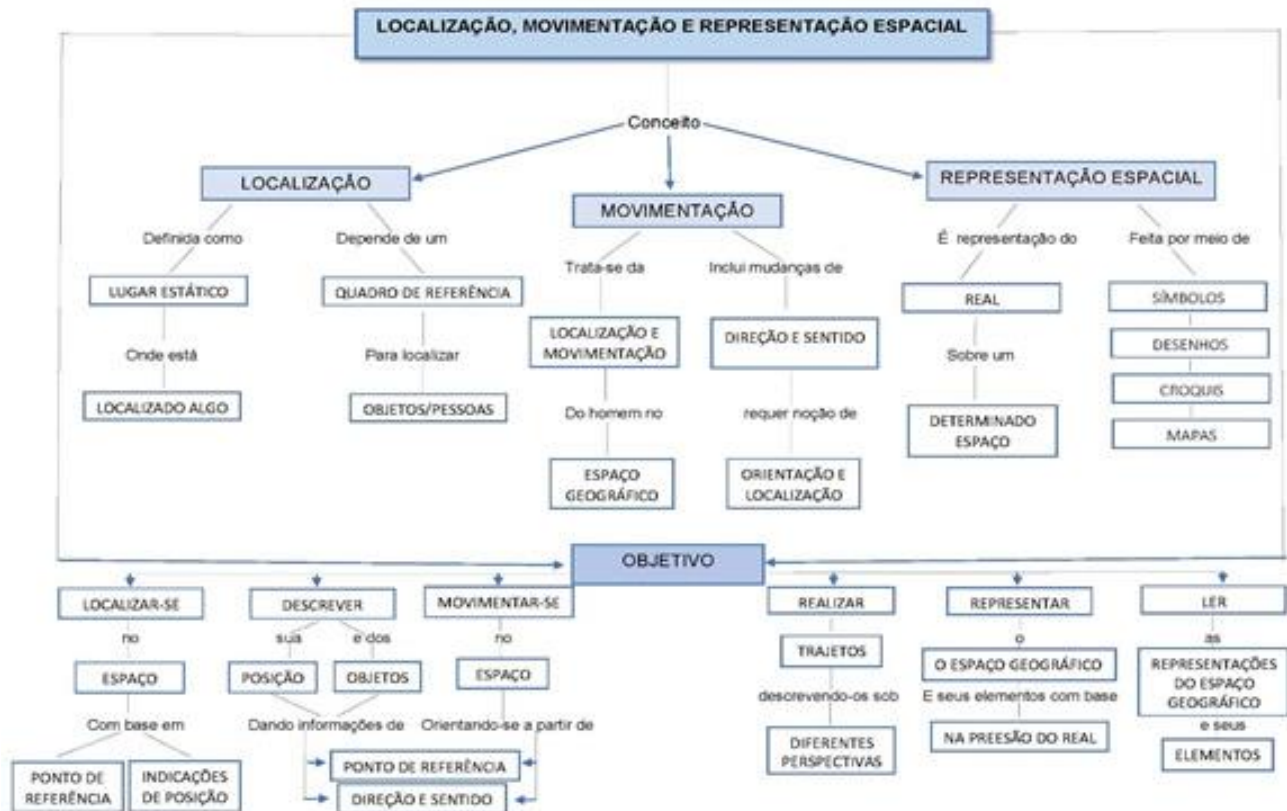 LOCALIZAÇÃO, MOVIMENTAÇÃO E REPRESENTAÇÃO ESPACIAL
Conceito
LOCALIZAÇÃO
Definida como
LUGAR ESTÁTICO
Onde está
LOCALIZADO ALGO
Depende de um
QUADRO DE REFERÊNCIA
Para localizar
OBJETOS/PESSOAS
MOVIMENTAÇÃO
Trata-se da
LOCALIZAÇÃO E
MOVIMENTAÇÃO
Do homem no
ESPAÇO
GEOGRÁFICO
Inclui mudanças de
DIREÇÃO E SENTIDO
requer noção de
ORIENTAÇÃO E
LOCALIZAÇÃO
REPRESENTAÇÃO ESPACIAL
É representação do
REAL
Sobre um
DETERMINADO
ESPAÇO
Feita por meio de
SÍMBOLOS
DESENHOS
CROQUIS
MAPAS
OBJETIVO
LOCALIZAR-SE
no
ESPAÇO
Com base em
PONTO DE
REFERÊNCIA
INDICAÇÕES
DE POSIÇÃO
DESCREVER
sua
e dos
POSIÇÃO
OBJETOS
Dando informações de
MOVIMENTAR-SE
no
ESPAÇO
Orientando-se a partir de
PONTO DE REFERÊNCIA
DIREÇÃO E SENTIDO
REALIZAR
TRAJETOS
descrevendo-os sob
DIFERENTES
PERSPECTIVAS
REPRESENTAR
o
O ESPAÇO GEOGRÁFICO
E seus elementos com base
NA PREESÃO DO REAL
LER
as
REPRESENTAÇÕES
DO ESPAÇO
GEOGRÁFICO
e seus
ELEMENTOS